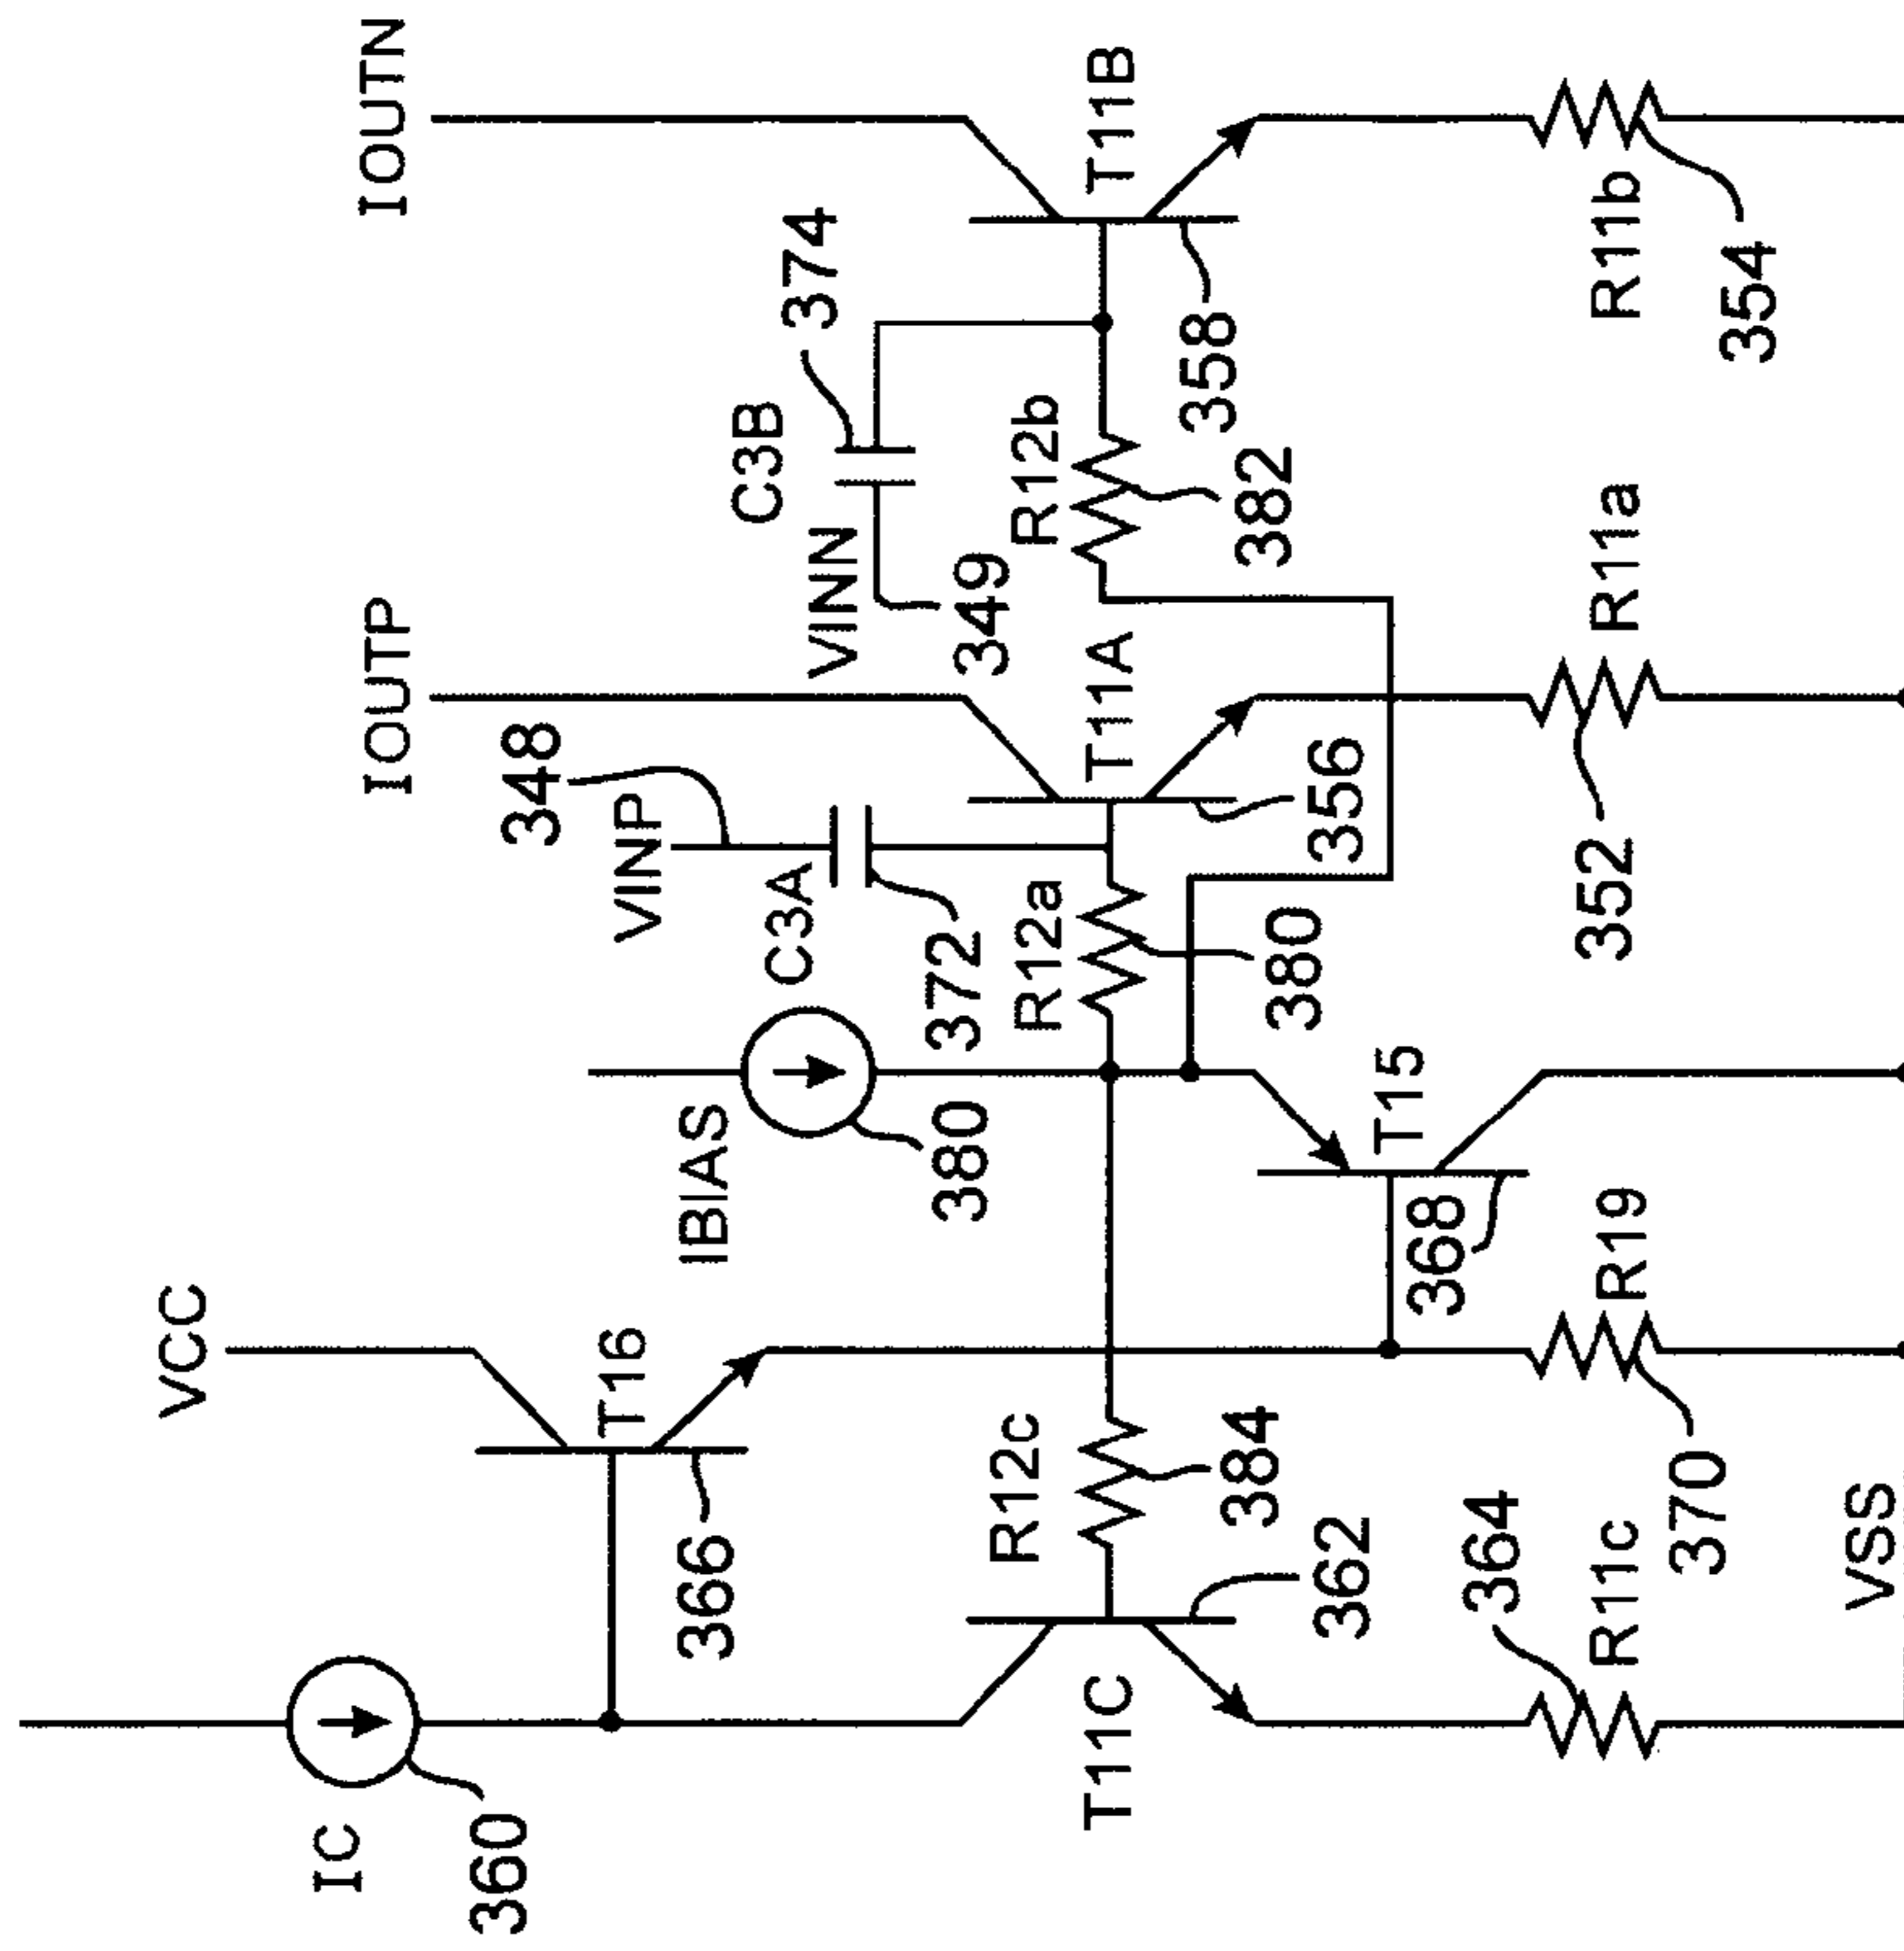 IOUTN
IOUTP
T11B
374
C3B
VINN
349
R12b
358
382
R11b
354
348
VINP
T11A
C3A
372
R12a
356
380
R11a
352
VCC
IBIAS
380
T16
T15
368
R19
366
R12c
384
370
362
364
R11c
VSS
IC
360
T11C